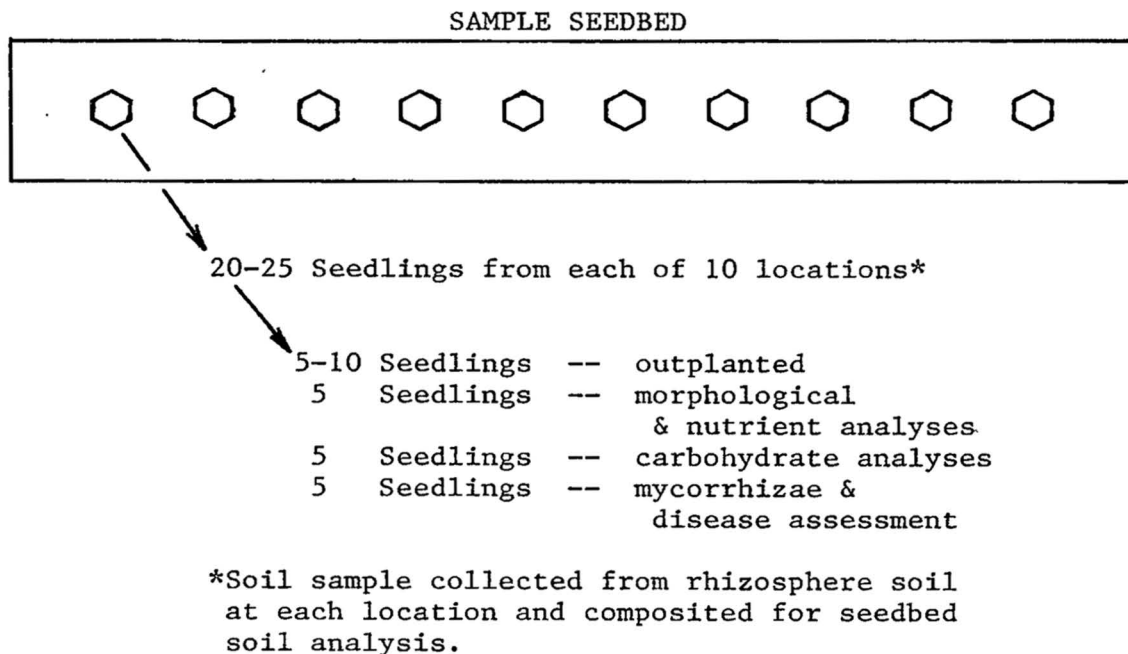 SAMPLE SEEDBED
20-25 Seedlings from each of 10 locations*
5-10 Seedlings -- outplanted
5 Seedlings -- morphological
& nutrient analyses
5 Seedlings -- carbohydrate analyses
5 Seedlings -- mycorrhizae &
disease assessment
*Soil sample collected from rhizosphere soil
at each location and composited for seedbed
soil analysis.